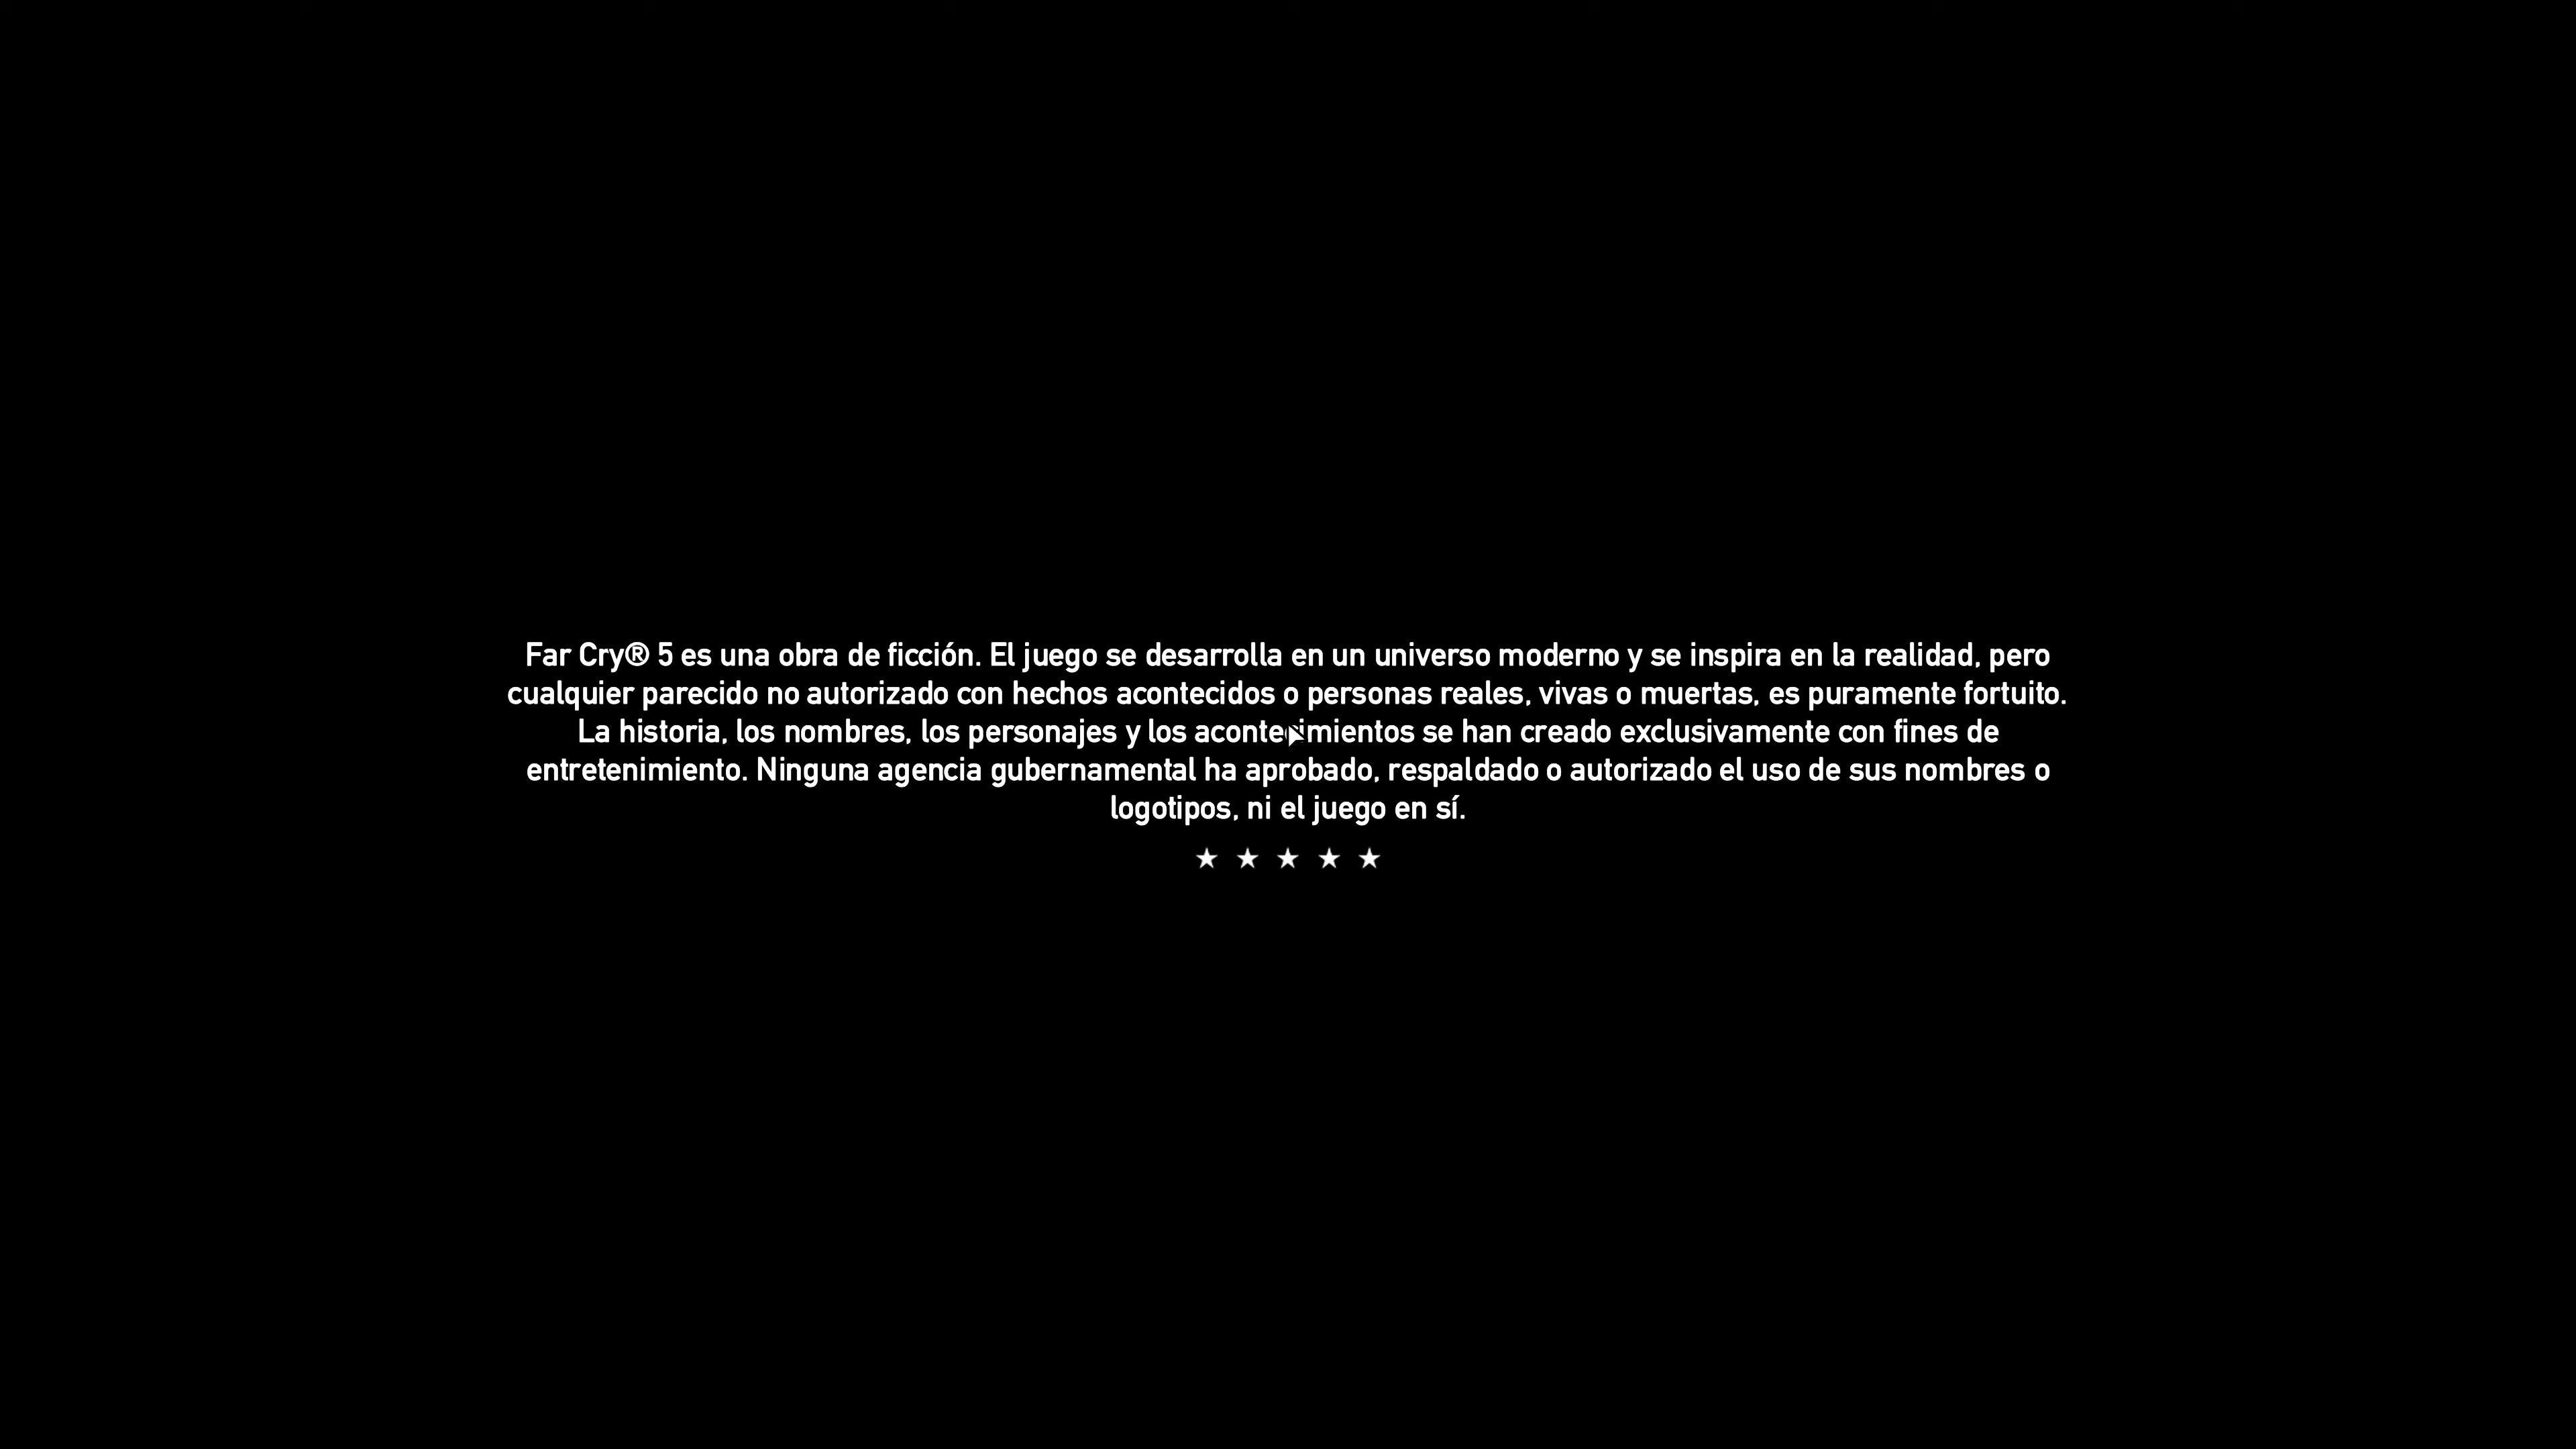 Far Cry® 5 es una obra de ficción. El juego se desarrolla en un universo moderno y se inspira en la realidad, pero
cualquier parecido no autorizado con hechos acontecidos o personas reales, vivas o muertas, es puramente fortuito.
La historia, los nombres, los personajes y los acontecimientos se han creado exclusivamente con fines de
entretenimiento. Ninguna agencia gubernamental ha aprobado, respaldado o autorizado el uso de sus nombres o
logotipos, ni el juego en sí.
★ ★ ★ ★ ★